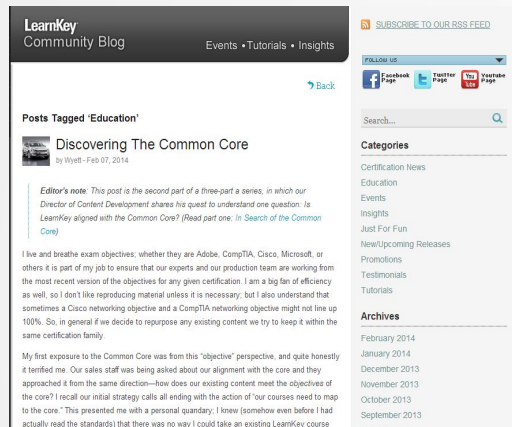 LearnKey
Community Blog
Events • Tutorials • Insights
Back
Posts Tagged ‘Education’
Discovering The Common Core
by Wyett - Feb 07, 2014
Editor's note: This post is the second part of a three-part a series, in which our
Director of Content Development shares his quest to understand one question: Is
LearnKey aligned with the Common Core? (Read part one: In Search of the Common
Core)
I live and breathe exam objectives; whether they are Adobe, CompTIA, Cisco, Microsoft, or
others it is part of my job to ensure that our experts and our production team are working from
the most recent version of the objectives for any given certification. I am a big fan of efficiency
as well, so I don't like reproducing material unless it is necessary; but I also understand that
sometimes a Cisco networking objective and a CompTIA networking objective might not line up
100%. So, in general if we decide to repurpose any existing content we try to keep it within the
same certification family.
My first exposure to the Common Core was from this “objective” perspective, and quite honestly
it terrified me. Our sales staff was being asked about our alignment with the core and they
approached it from the same direction—how does our existing content meet the objectives of
the core? I recall our initial strategy calls all ending with the action of “our courses need to map
to the core.” This presented me with a personal quandary; I knew (somehow even before I had
actually read the standards) that there was no way I could take an existing LearnKey course
SUBSCRIBE TO OUR RSS FEED
FOLLOW US
Facebook Page
Twitter Page
You Tube
Youtube Page
Search...
Categories
Certification News
Education
Events
Insights
Just For Fun
New/Upcoming Releases
Promotions
Testimonials
Tutorials
Archives
February 2014
January 2014
December 2013
November 2013
October 2013
September 2013